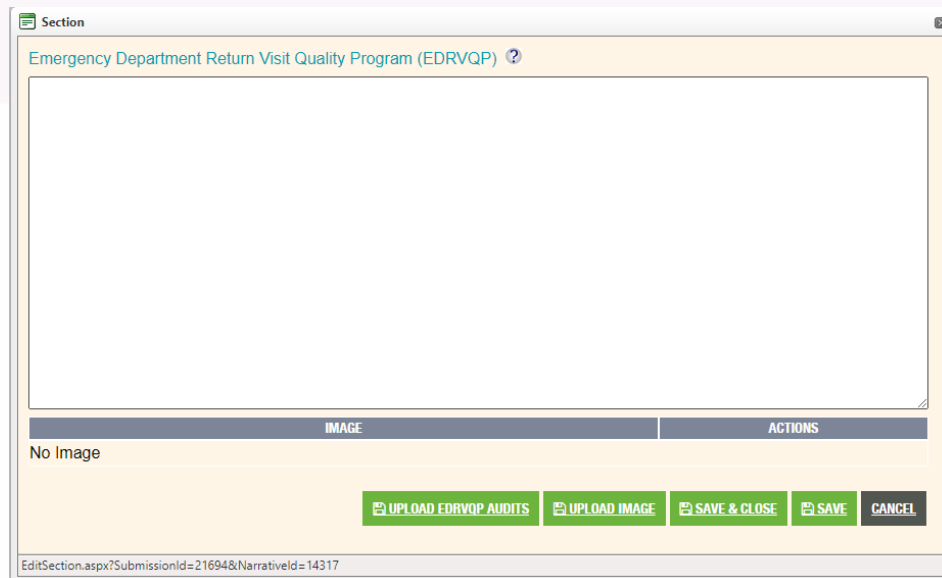 Section
Emergency Department Return Visit Quality Program (EDRVQP) ?
IMAGE ACTIONS
No Image
UPLOAD EDRVQP AUDITS UPLOAD IMAGE SAVE & CLOSE SAVE CANCEL
EditSection.aspx?SubmissionId=21694&NarrativeId=14317